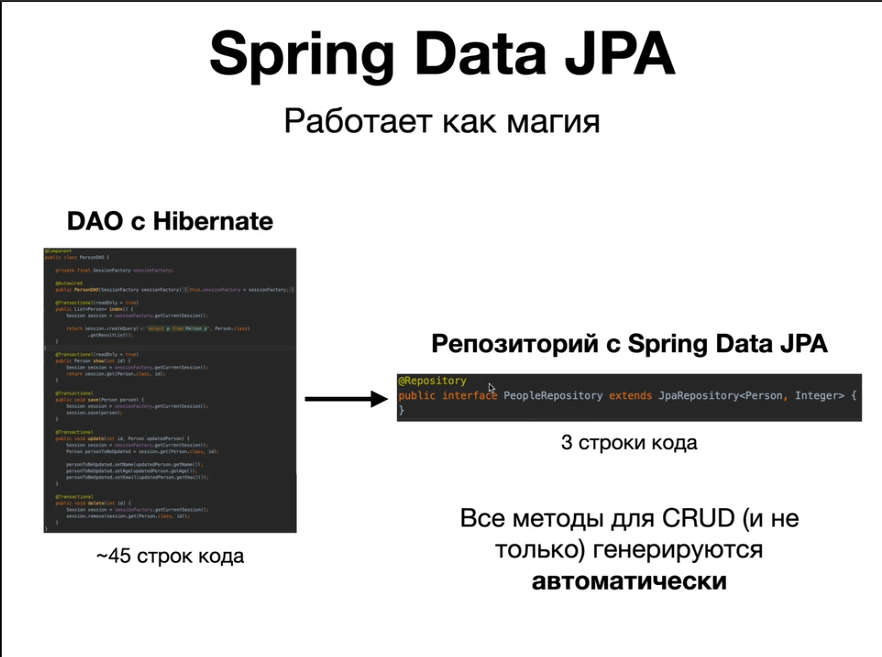 Spring Data JPA
Работает как магия
DAO с Hibernate
@Component
public class PersonDAO {
private final SessionFactory sessionFactory;
@Autowired
public PersonDAO(SessionFactory sessionFactory) { this.sessionFactory = sessionFactory; }
@Transactional(readOnly = true)
public List<Person> index() {
Session session = sessionFactory.getCurrentSession();
return session.createQuery( "select p from Person p", Person.class)
.getResultList();
}
@Transactional(readOnly = true)
public Person show(int id) {
Session session = sessionFactory.getCurrentSession();
return session.get(Person.class, id);
}
@Transactional
public void save(Person person) {
Session session = sessionFactory.getCurrentSession();
session.save(person);
}
@Transactional
public void update(int id, Person updatedPerson) {
Session session = sessionFactory.getCurrentSession();
Person personToBeUpdated = session.get(Person.class, id);
personToBeUpdated.setName(updatedPerson.getName());
personToBeUpdated.setAge(updatedPerson.getAge());
personToBeUpdated.setEmail(updatedPerson.getEmail());
}
@Transactional
public void delete(int id) {
Session session = sessionFactory.getCurrentSession();
session.remove(session.get(Person.class, id));
}
}
~45 строк кода
Репозиторий с Spring Data JPA
@Repository
public interface PeopleRepository extends JpaRepository<Person, Integer> {
}
3 строки кода
Все методы для CRUD (и не
только) генерируются
автоматически